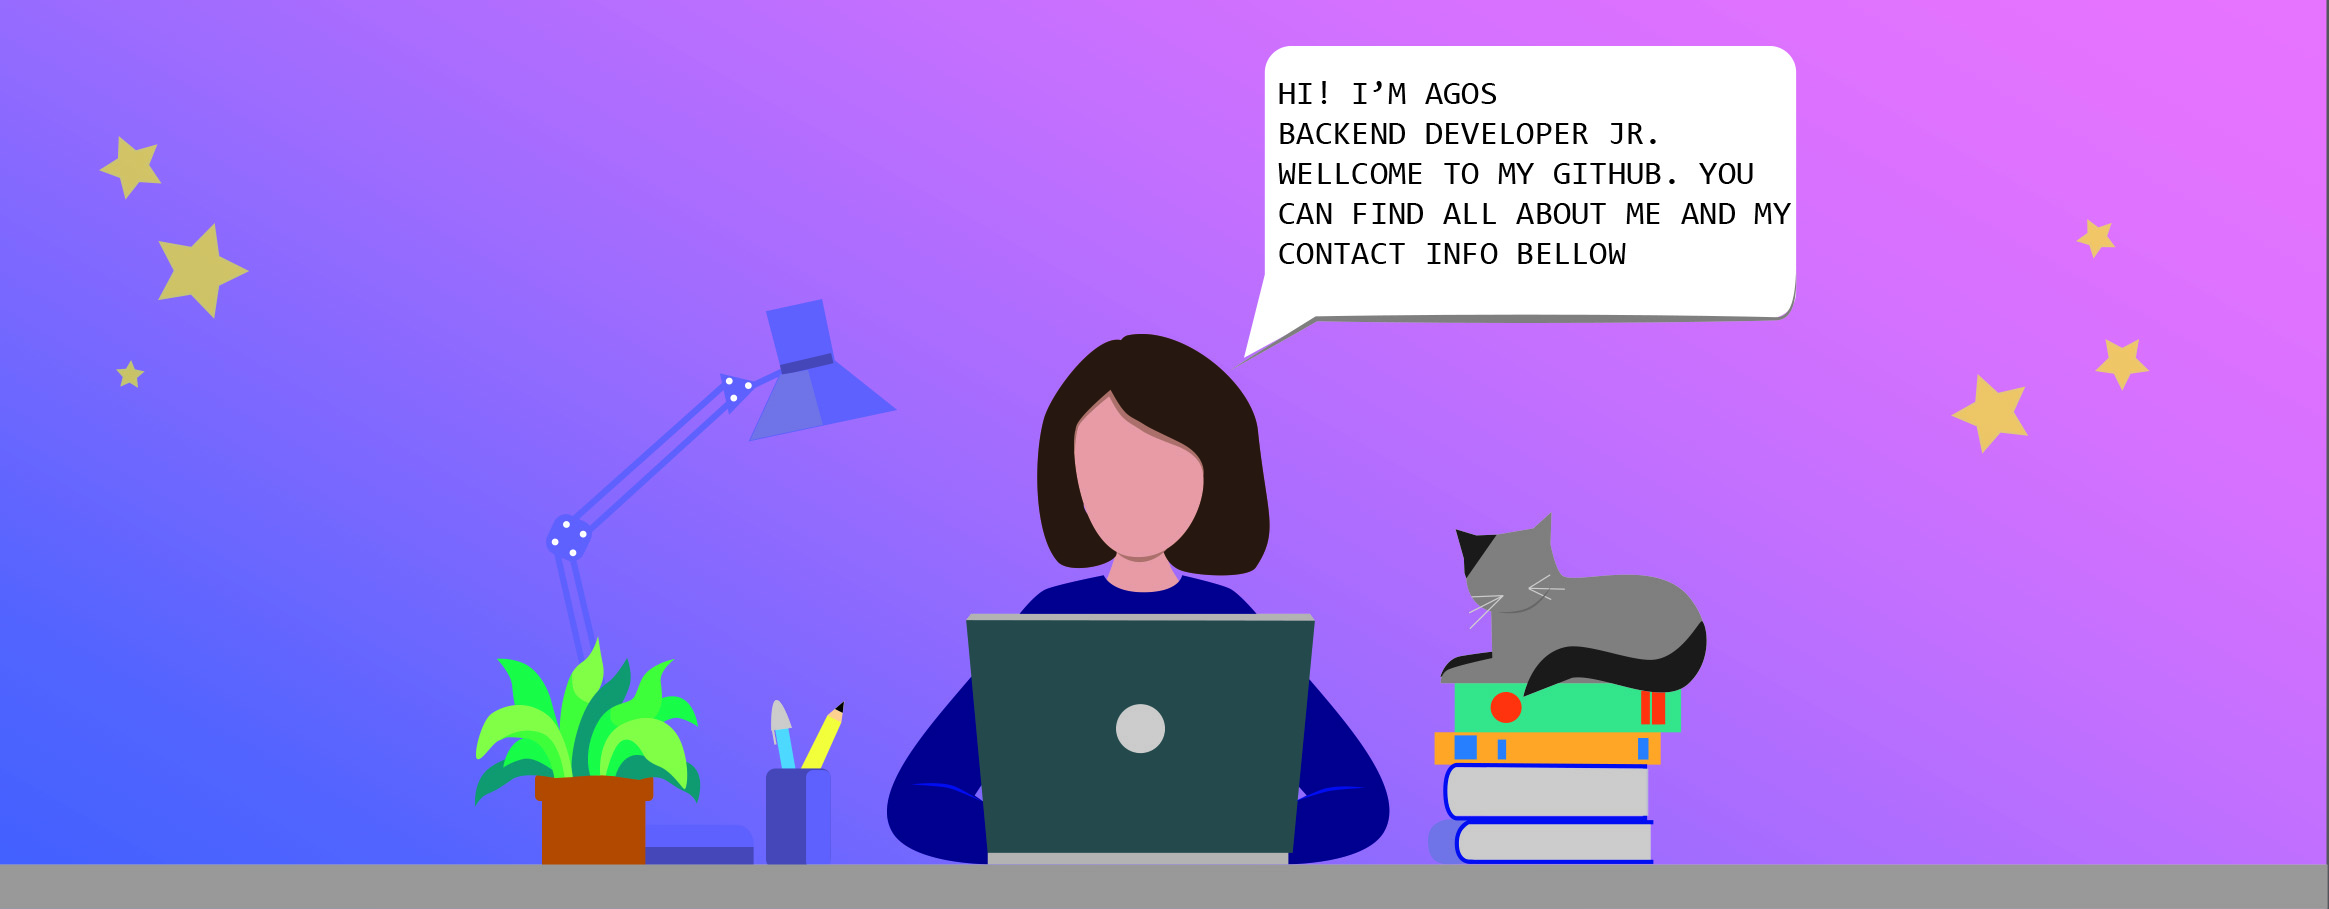 HI! I’M AGOS
BACKEND DEVELOPER JR.
WELLCOME TO MY GITHUB. YOU
CAN FIND ALL ABOUT ME AND MY
CONTACT INFO BELLOW